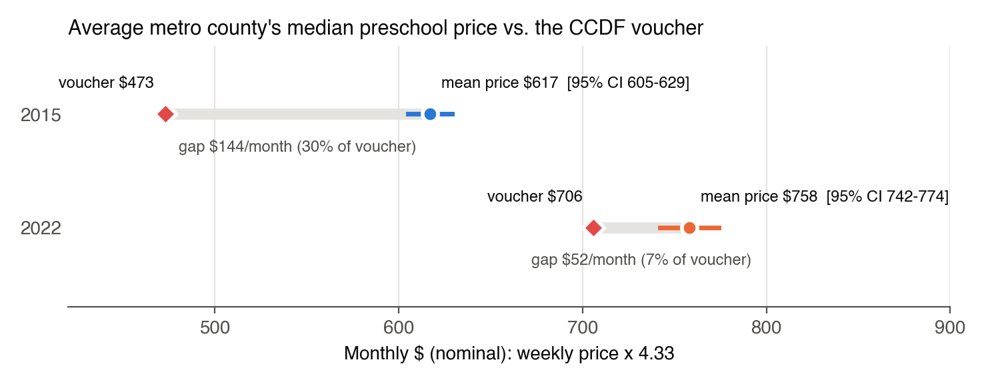 Average metro county's median preschool price vs. the CCDF voucher
voucher $473
mean price $617  [95% CI 605-629]
2015
gap $144/month (30% of voucher)
voucher $706
mean price $758  [95% CI 742-774]
2022
gap $52/month (7% of voucher)
500 600 700 800 900
Monthly $ (nominal): weekly price x 4.33